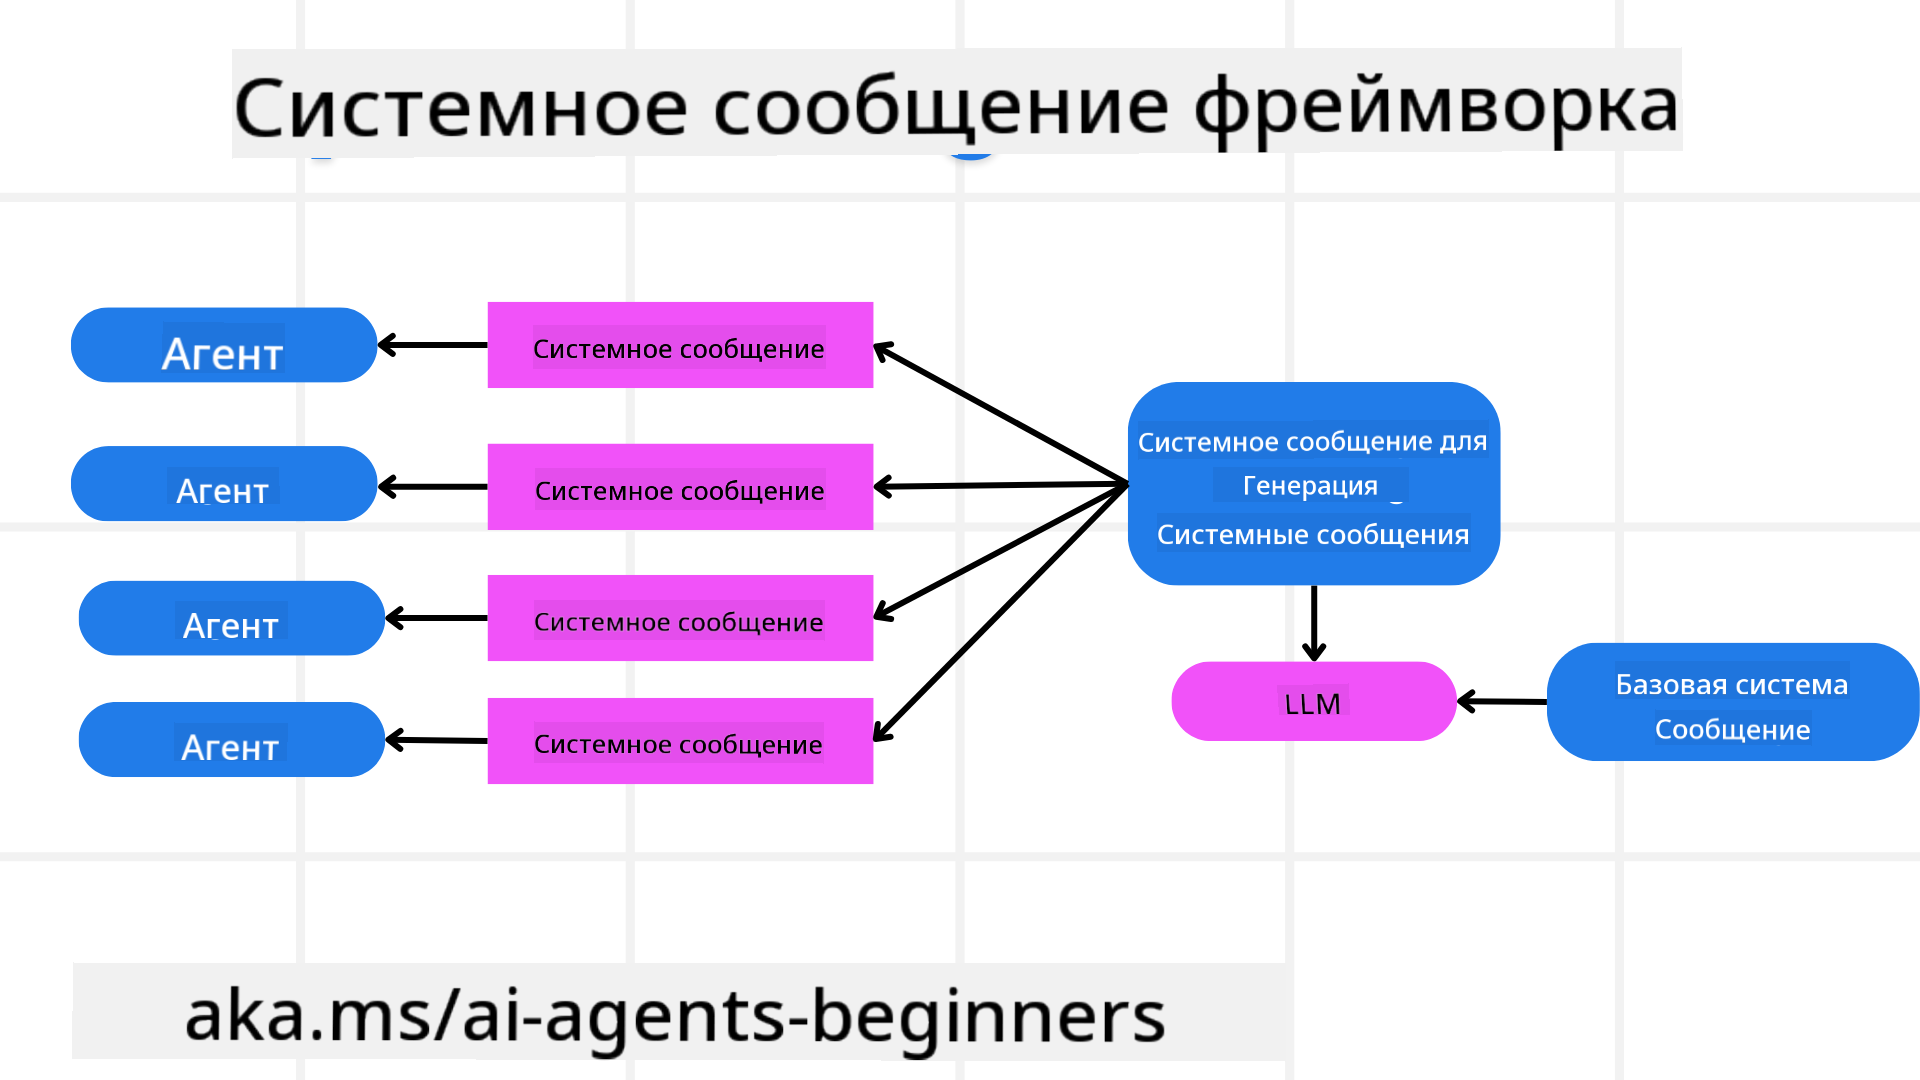 Системное сообщение фреймворка
Агент
Системное сообщение
Агент
Системное сообщение
Агент
Системное сообщение
Агент
Системное сообщение
Системное сообщение для
Генерация
Системные сообщения
LLM
Базовая система
Сообщение
aka.ms/ai-agents-beginners